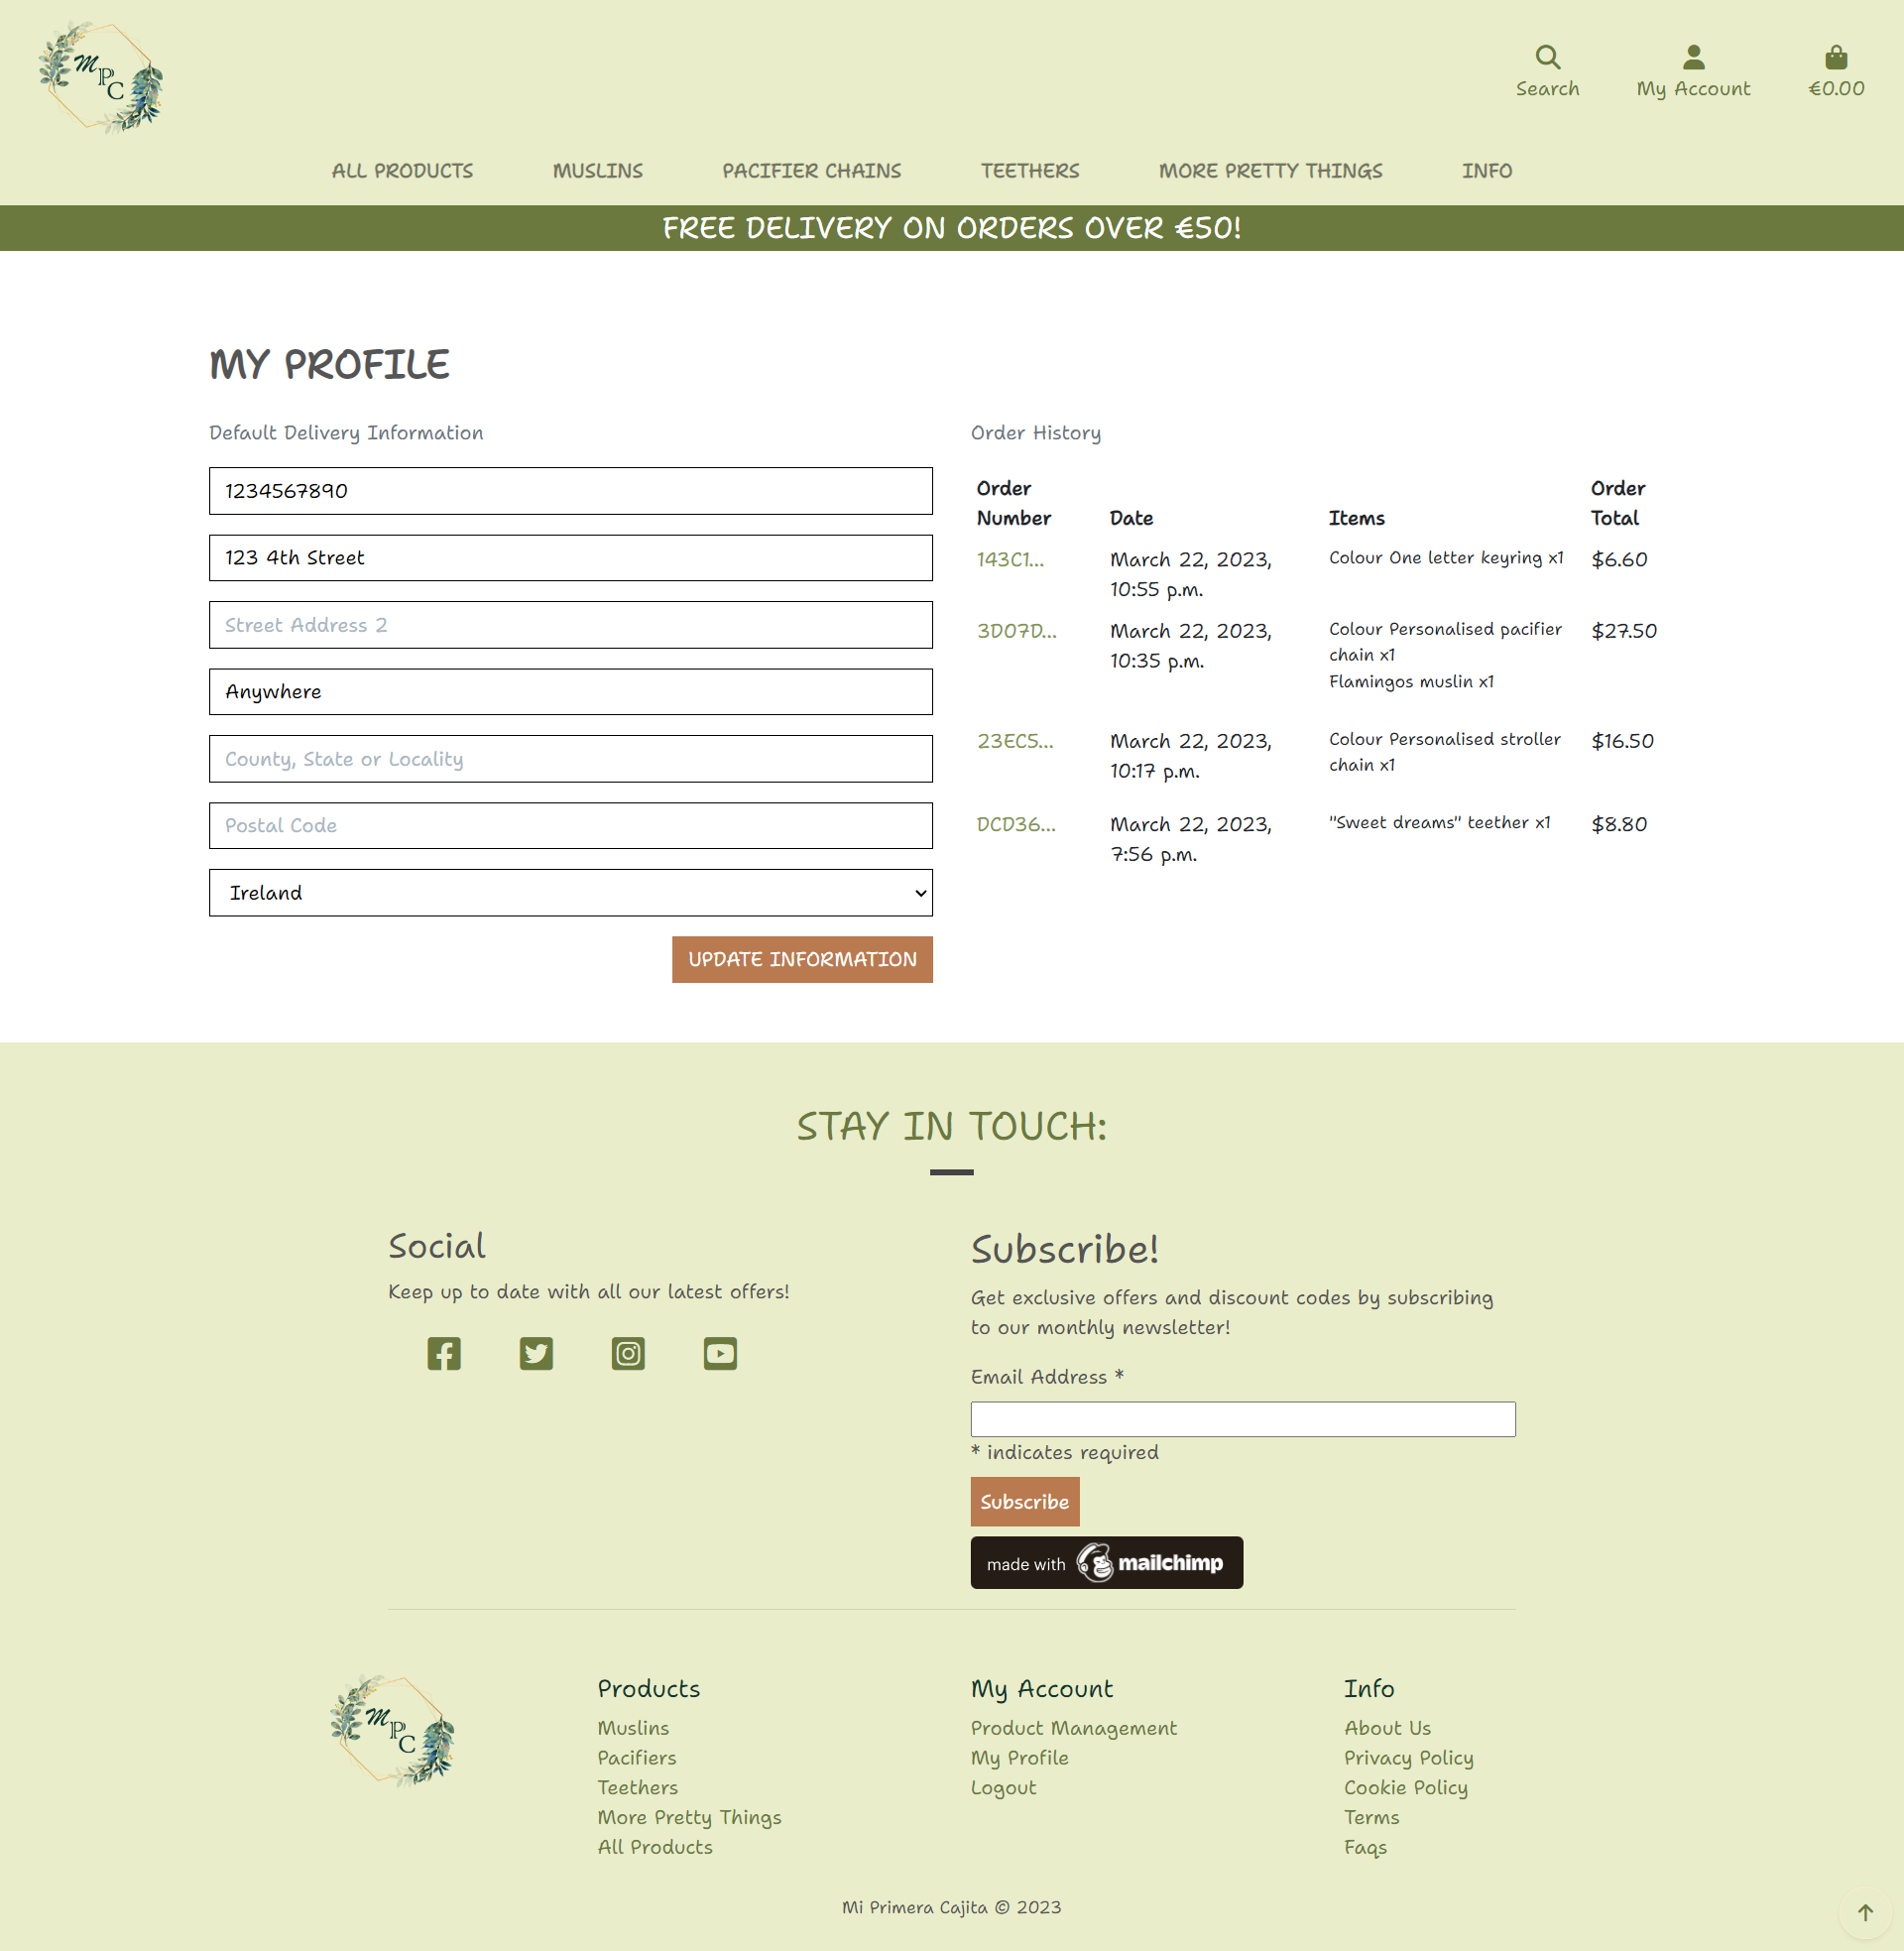 M
P
C
Search
My Account
€0.00
ALL PRODUCTS
MUSLINS
PACIFIER CHAINS
TEETHERS
MORE PRETTY THINGS
INFO
FREE DELIVERY ON ORDERS OVER €50!
MY PROFILE
Default Delivery Information
1234567890
123 4th Street
Street Address 2
Anywhere
County, State or Locality
Postal Code
Ireland
UPDATE INFORMATION
Order History
Order
Number
Date
Items
Order
Total
143C1...
March 22, 2023,
10:55 p.m.
Colour One letter keyring x1
$6.60
3D07D...
March 22, 2023,
10:35 p.m.
Colour Personalised pacifier
chain x1
Flamingos muslin x1
$27.50
23EC5...
March 22, 2023,
10:17 p.m.
Colour Personalised stroller
chain x1
$16.50
DCD36...
March 22, 2023,
7:56 p.m.
"Sweet dreams" teether x1
$8.80
STAY IN TOUCH:
Social
Keep up to date with all our latest offers!
Subscribe!
Get exclusive offers and discount codes by subscribing
to our monthly newsletter!
Email Address *
* indicates required
Subscribe
made with mailchimp
M
P
C
Products
Muslins
Pacifiers
Teethers
More Pretty Things
All Products
My Account
Product Management
My Profile
Logout
Info
About Us
Privacy Policy
Cookie Policy
Terms
Faqs
Mi Primera Cajita © 2023